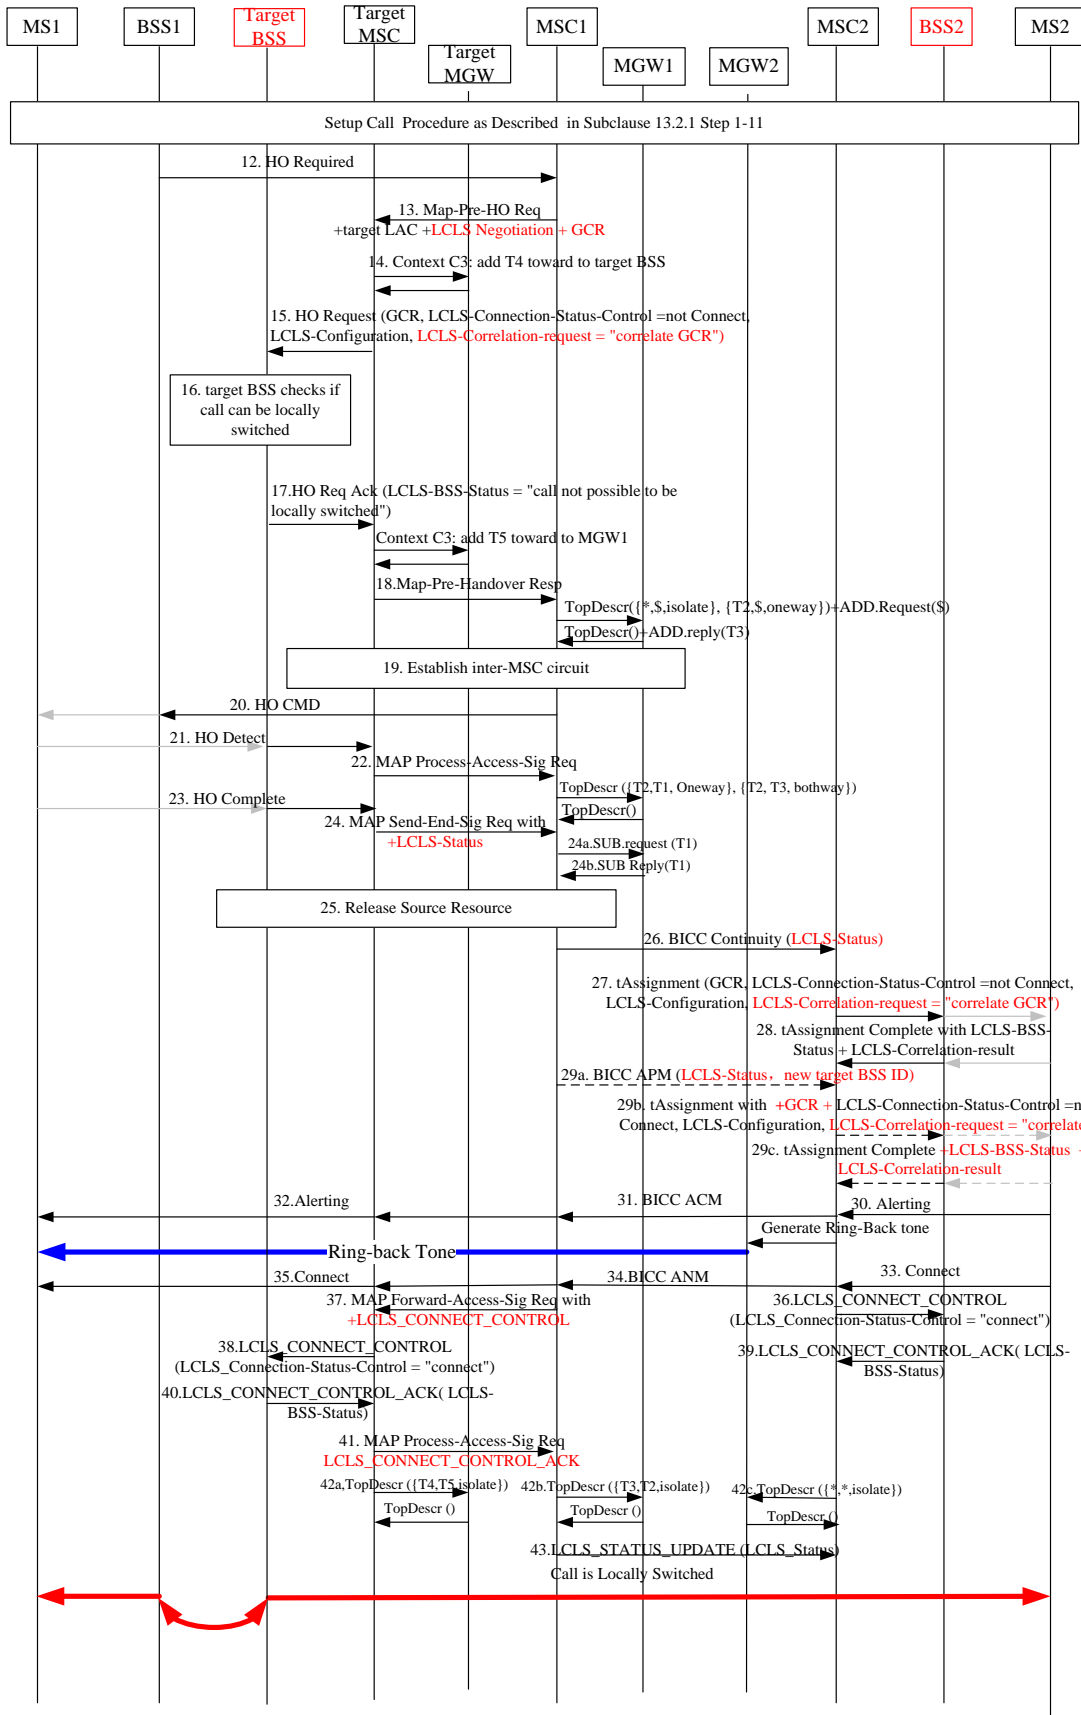 MS1
BSS1
Target
BSS
Target
MSC
Target
MGW
MSC1
MGW1
MGW2
MSC2
BSS2
MS2
Setup Call Procedure as Described in Subclause 13.2.1 Step 1-11
12. HO Required
13. Map-Pre-HO Req
+target LAC +LCLS Negotiation + GCR
14. Context C3: add T4 toward to target BSS
15. HO Request (GCR, LCLS-Connection-Status-Control =not Connect,
LCLS-Configuration, LCLS-Correlation-request = "correlate GCR")
16. target BSS checks if
call can be locally
switched
17.HO Req Ack (LCLS-BSS-Status = "call not possible to be
locally switched")
Context C3: add T5 toward to MGW1
18.Map-Pre-Handover Resp
TopDescr({*,$,isolate}, {T2,$,oneway})+ADD.Request($)
TopDescr()+ADD.reply(T3)
19. Establish inter-MSC circuit
20. HO CMD
21. HO Detect
22. MAP Process-Access-Sig Req
TopDescr ({T2,T1, Oneway}, {T2, T3, bothway})
23. HO Complete
TopDescr()
24. MAP Send-End-Sig Req with
+LCLS-Status
24a.SUB.request (T1)
24b.SUB Reply(T1)
25. Release Source Resource
26. BICC Continuity (LCLS-Status)
27. tAssignment (GCR, LCLS-Connection-Status-Control =not Connect,
LCLS-Configuration, LCLS-Correlation-request = "correlate GCR")
28. tAssignment Complete with LCLS-BSS-
Status + LCLS-Correlation-result
29a. BICC APM (LCLS-Status，new target BSS ID)
29b. tAssignment with +GCR + LCLS-Connection-Status-Control =n
Connect, LCLS-Configuration, LCLS-Correlation-request = "correlate
29c. tAssignment Complete +LCLS-BSS-Status
LCLS-Correlation-result
32.Alerting
31. BICC ACM
30. Alerting
Generate Ring-Back tone
Ring-back Tone
35.Connect
34.BICC ANM
33. Connect
37. MAP Forward-Access-Sig Req with
+LCLS_CONNECT_CONTROL
36.LCLS_CONNECT_CONTROL
(LCLS_Connection-Status-Control = "connect")
38.LCLS_CONNECT_CONTROL
(LCLS_Connection-Status-Control = "connect")
39.LCLS_CONNECT_CONTROL_ACK( LCLS-
BSS-Status)
40.LCLS_CONNECT_CONTROL_ACK( LCLS-
BSS-Status)
41. MAP Process-Access-Sig Req
LCLS_CONNECT_CONTROL_ACK
42a,TopDescr ({T4,T5,isolate})
42b.TopDescr ({T3,T2,isolate})
42c,TopDescr ({*,*,isolate})
TopDescr ()
TopDescr ()
TopDescr ()
43.LCLS_STATUS_UPDATE (LCLS_Status)
Call is Locally Switched